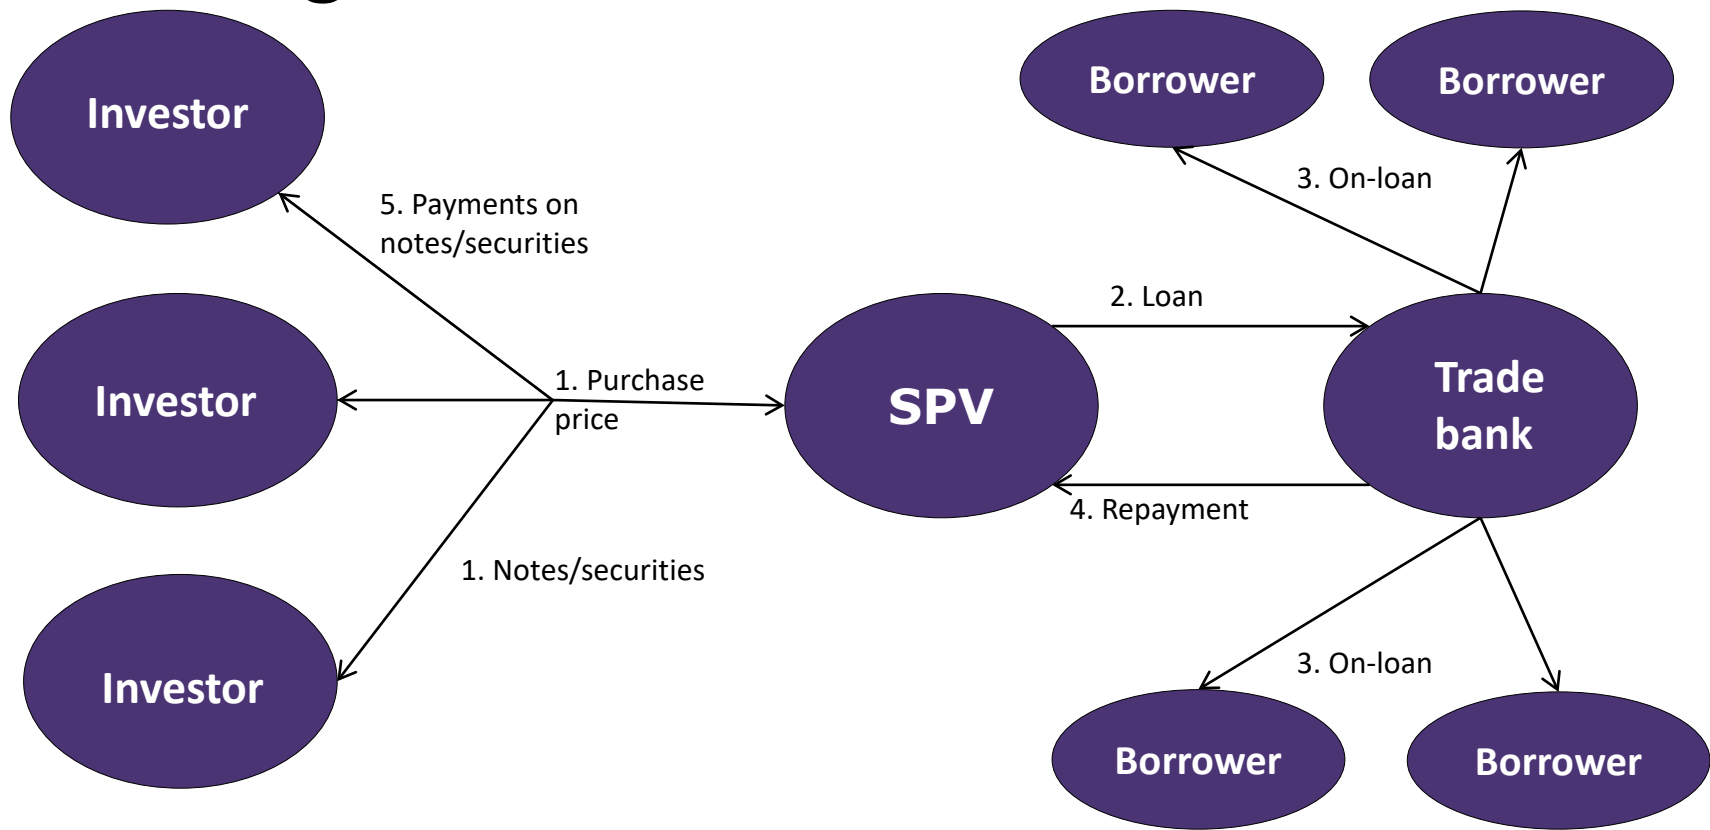 Investor
Borrower
Borrower
3. On-loan
5. Payments on
notes/securities
2. Loan
Investor
1. Purchase
price
SPV
Trade
bank
4. Repayment
1. Notes/securities
Investor
3. On-loan
Borrower
Borrower